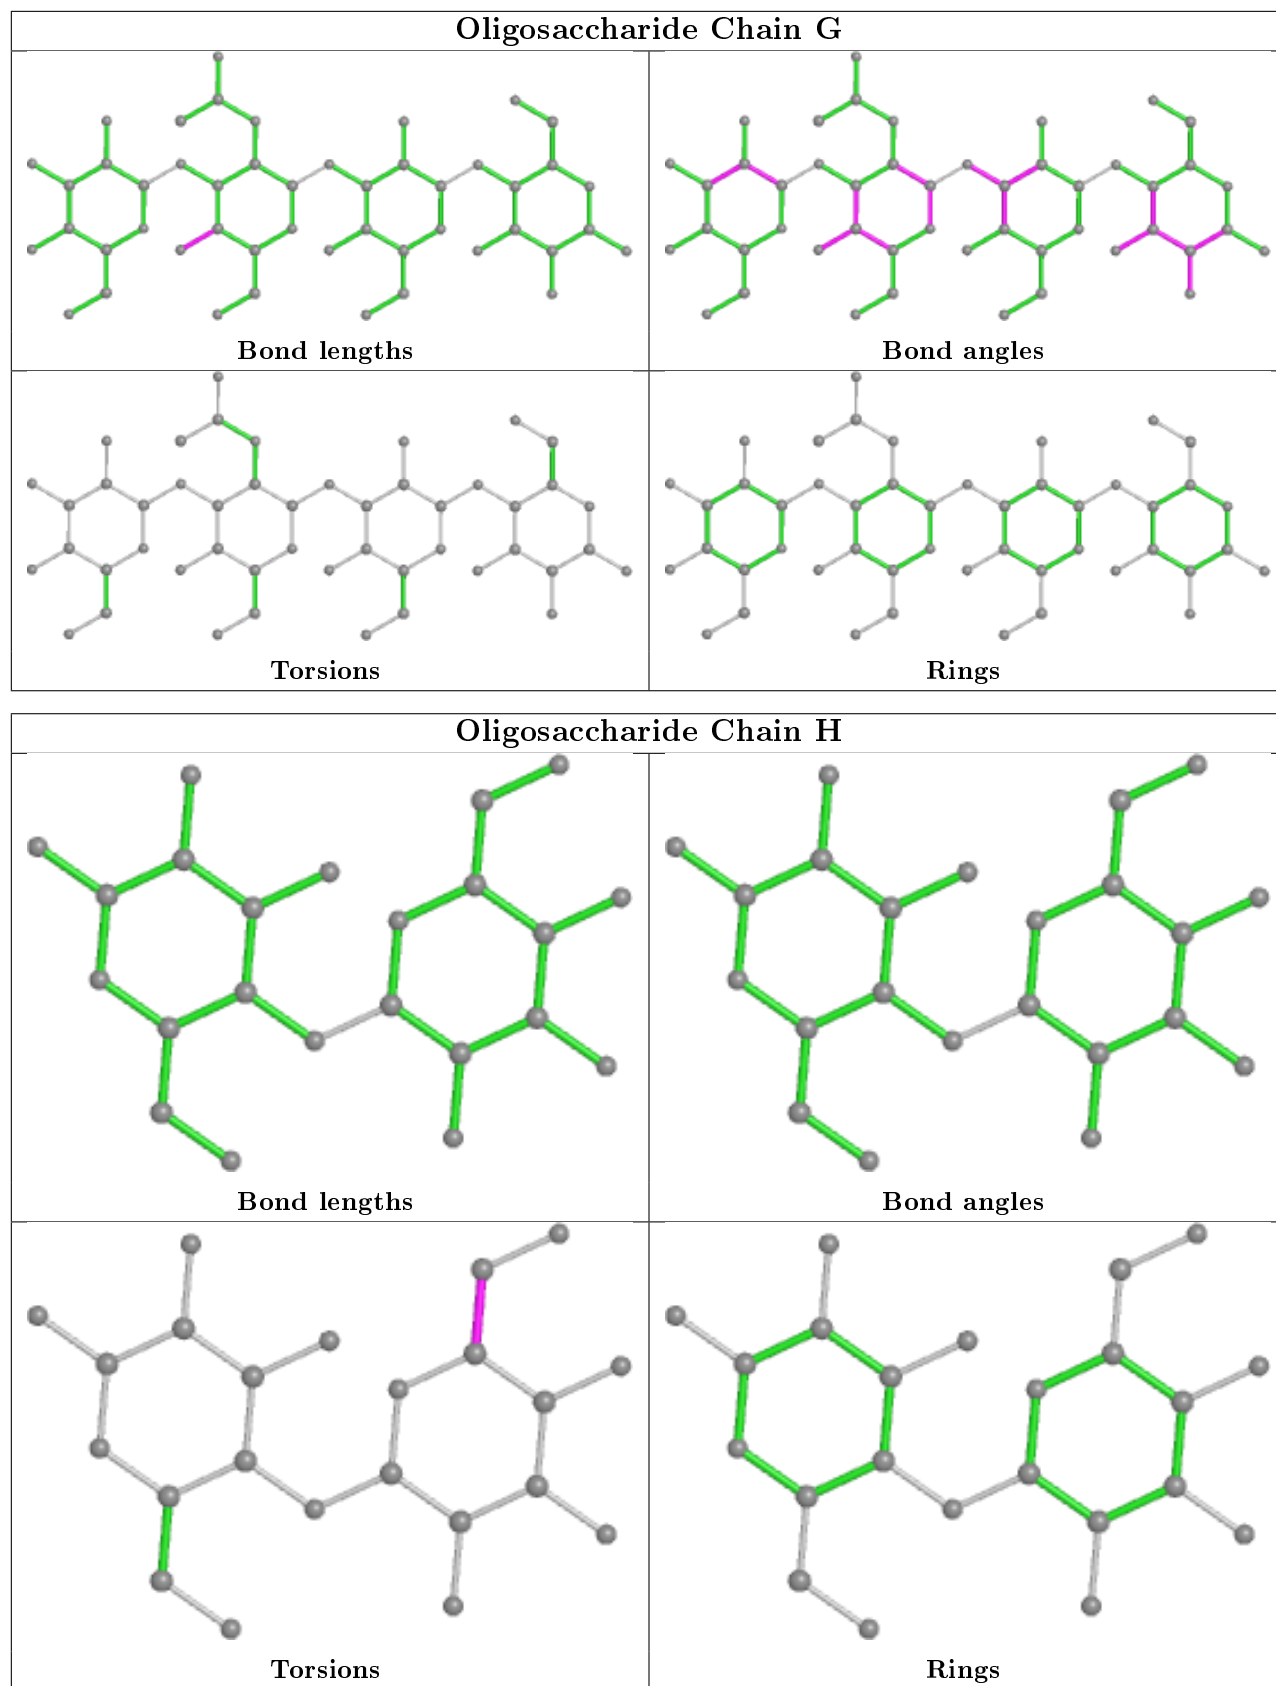 Oligosaccharide Chain G
Bond lengths
Bond angles
Torsions
Rings
Oligosaccharide Chain H
Bond lengths
Bond angles
Torsions
Rings